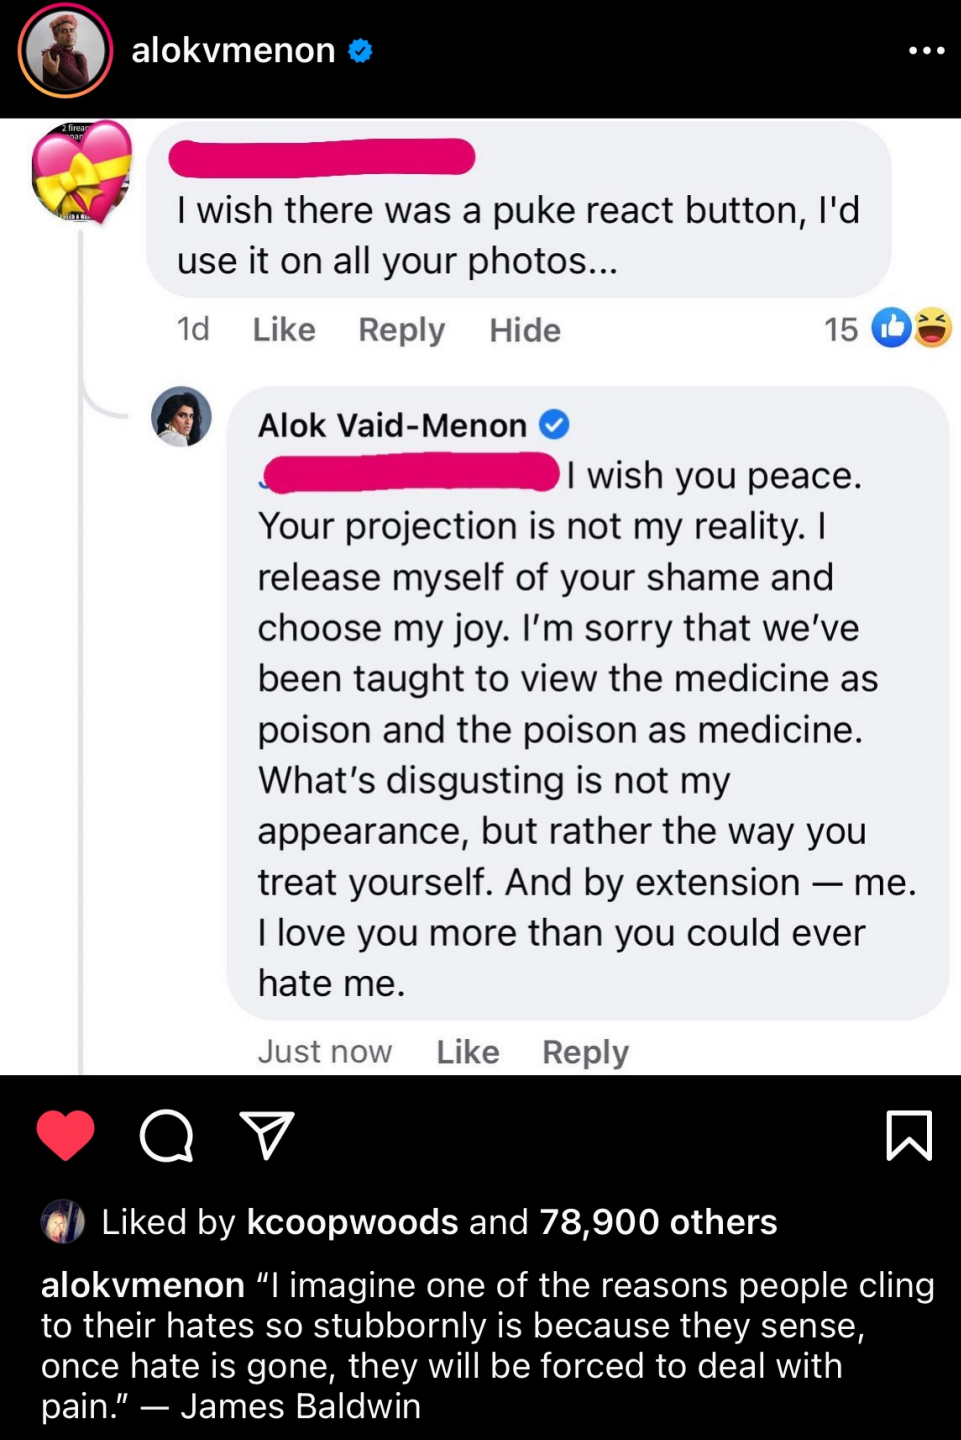 alokvmenon
2 firear
I wish there was a puke react button, I'd
use it on all your photos...
1d Like Reply Hide 15
Alok Vaid-Menon
I wish you peace.
Your projection is not my reality. I
release myself of your shame and
choose my joy. I’m sorry that we’ve
been taught to view the medicine as
poison and the poison as medicine.
What’s disgusting is not my
appearance, but rather the way you
treat yourself. And by extension — me.
I love you more than you could ever
hate me.
Just now Like Reply
Liked by kcoopwoods and 78,900 others
alokvmenon “I imagine one of the reasons people cling
to their hates so stubbornly is because they sense,
once hate is gone, they will be forced to deal with
pain.” — James Baldwin